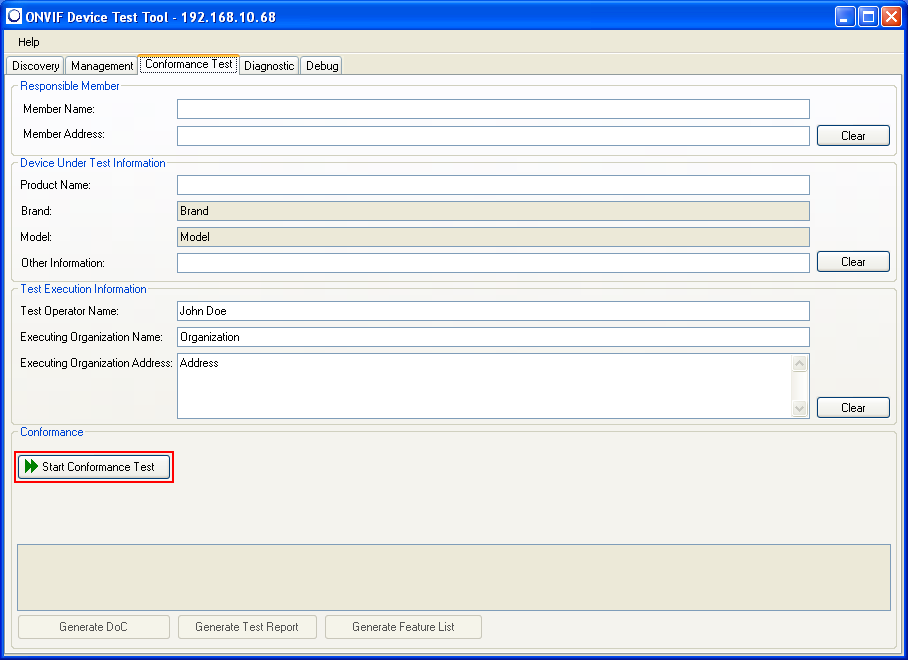 ONVIF Device Test Tool - 192.168.10.68
Help
Discovery Management Conformance Test Diagnostic Debug
Responsible Member
Member Name:
Member Address:
Clear
Device Under Test Information
Product Name:
Brand: Brand
Model: Model
Other Information:
Clear
Test Execution Information
Test Operator Name: John Doe
Executing Organization Name: Organization
Executing Organization Address: Address
Clear
Conformance
Start Conformance Test
Generate DoC Generate Test Report Generate Feature List